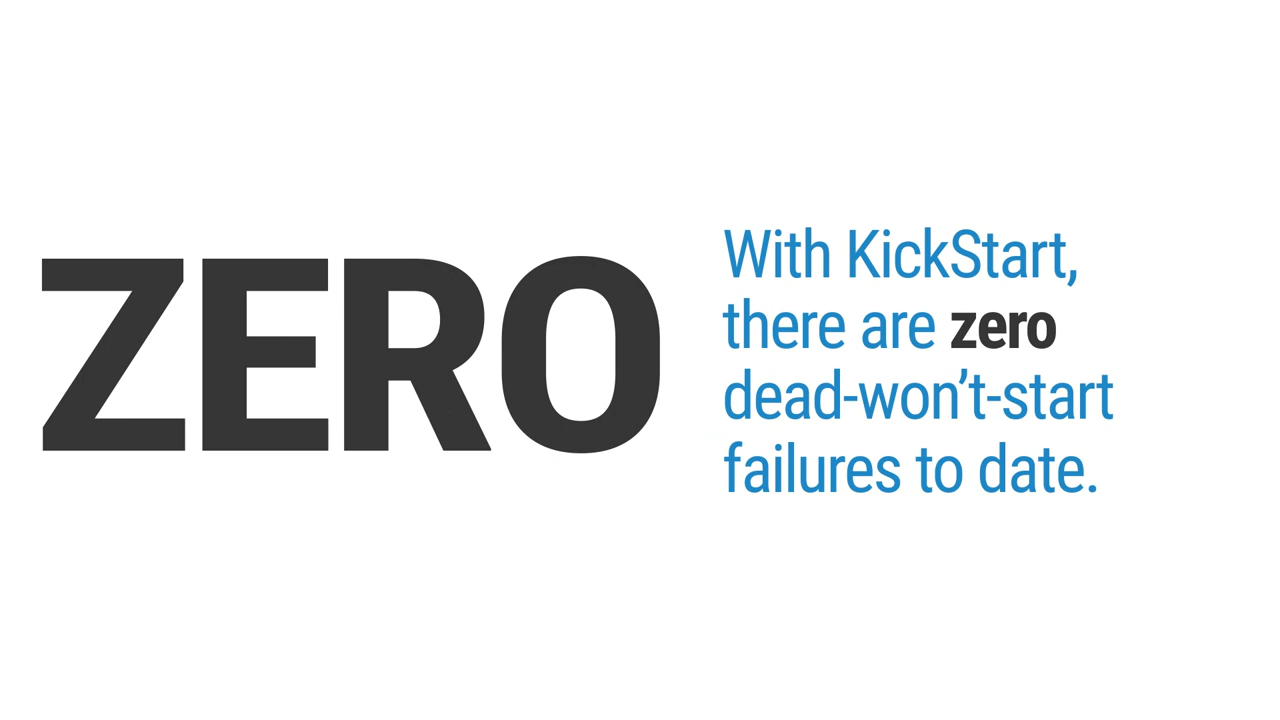 ZERO
With KickStart,
there are zero
dead-won’t-start
failures to date.